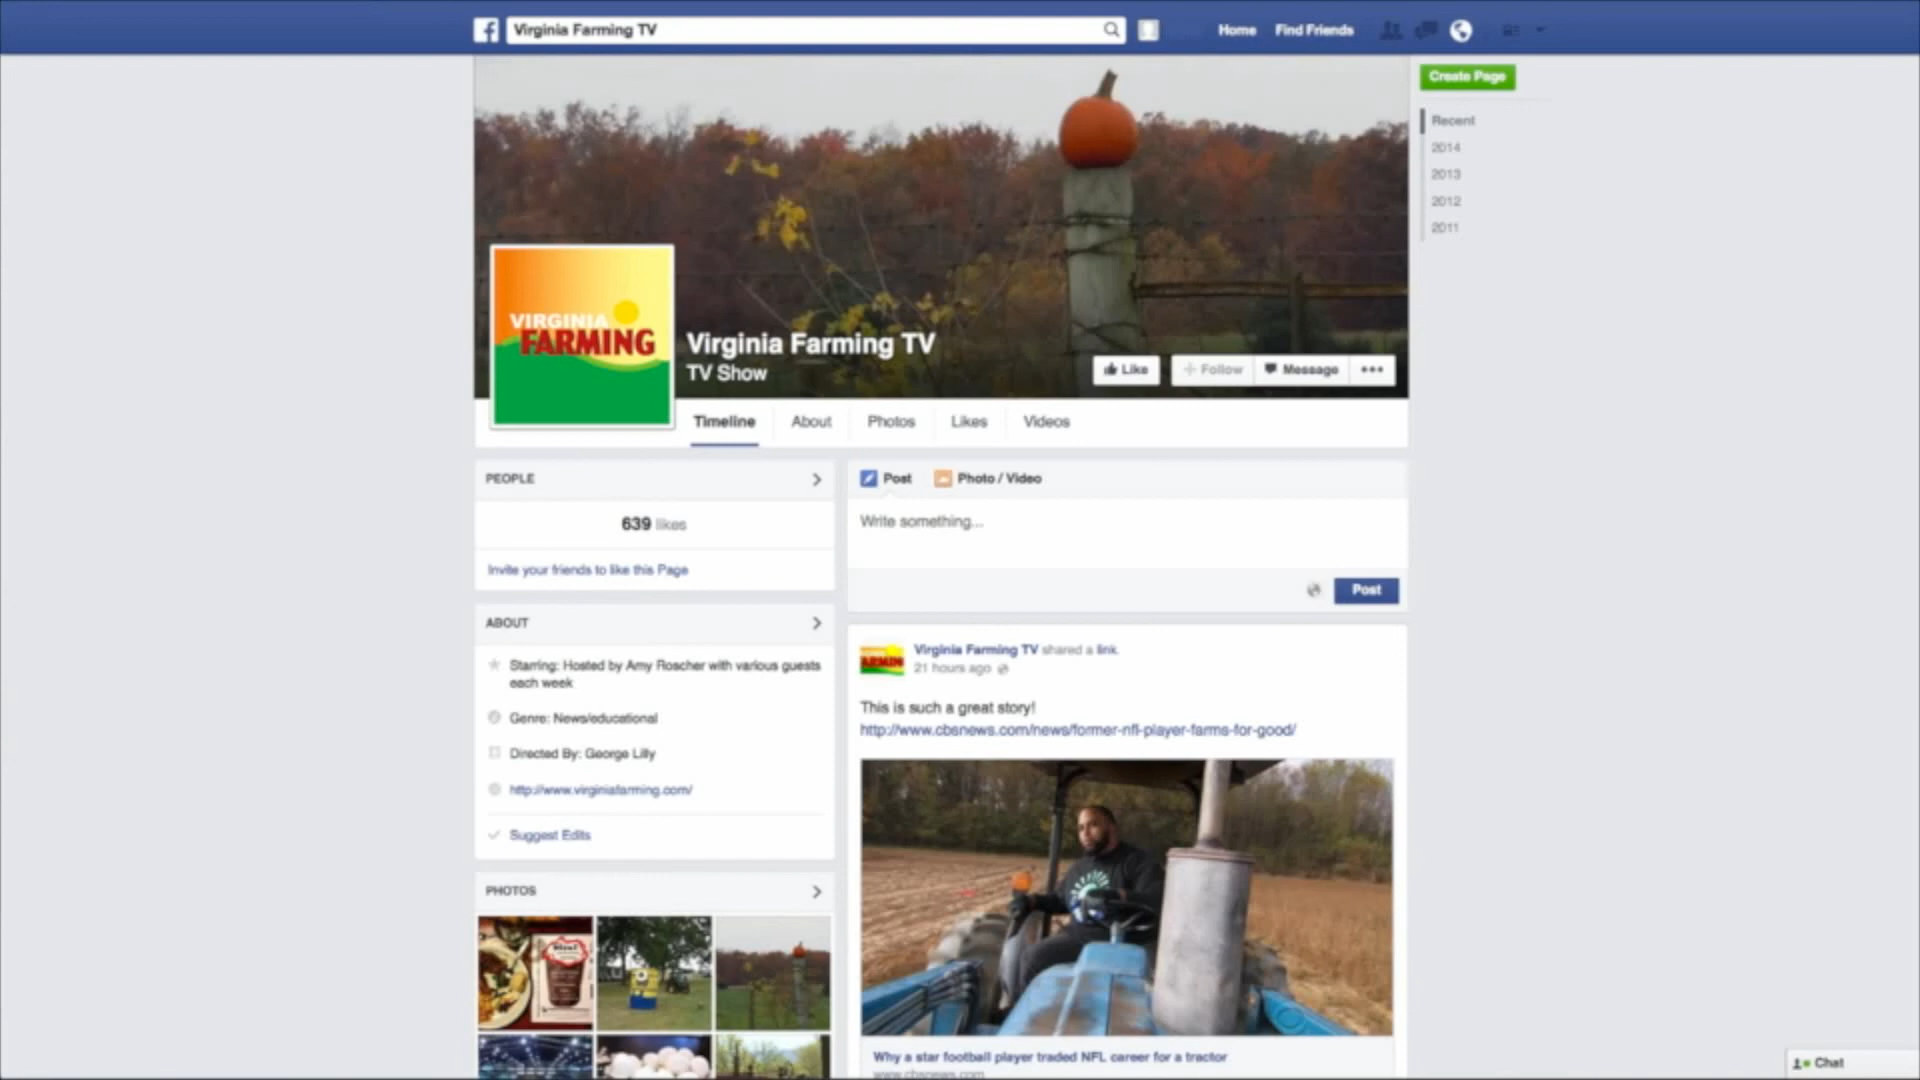 Virginia Farming TV
Home
Find Friends
Create Page
Recent
2014
2013
2012
2011
VIRGINIA
FARMING
Virginia Farming TV
TV Show
Like
Follow
Message
Timeline
About
Photos
Likes
Videos
PEOPLE
639 likes
Invite your friends to like this Page
ABOUT
Starring: Hosted by Amy Roscher with various guests
each week
Genre: News/educational
Directed By: George Lilly
http://www.virginiafarming.com/
Suggest Edits
PHOTOS
Post
Photo / Video
Write something...
Post
FARMING
Virginia Farming TV shared a link.
21 hours ago
This is such a great story!
http://www.cbsnews.com/news/former-nfl-player-farms-for-good/
Why a star football player traded NFL career for a tractor
www.cbsnews.com
Chat